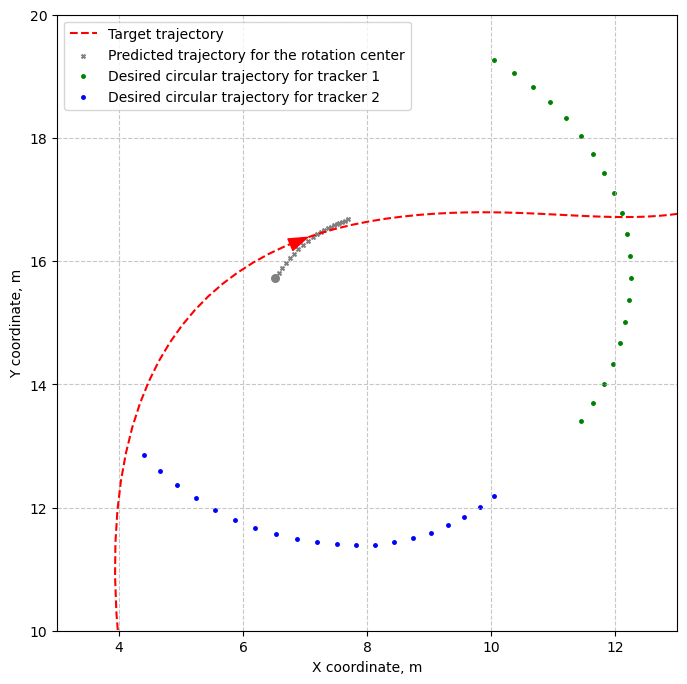 Target trajectory
Predicted trajectory for the rotation center
Desired circular trajectory for tracker 1
Desired circular trajectory for tracker 2
20
18
16
14
12
10
Y coordinate, m
4 6 8 10 12
X coordinate, m